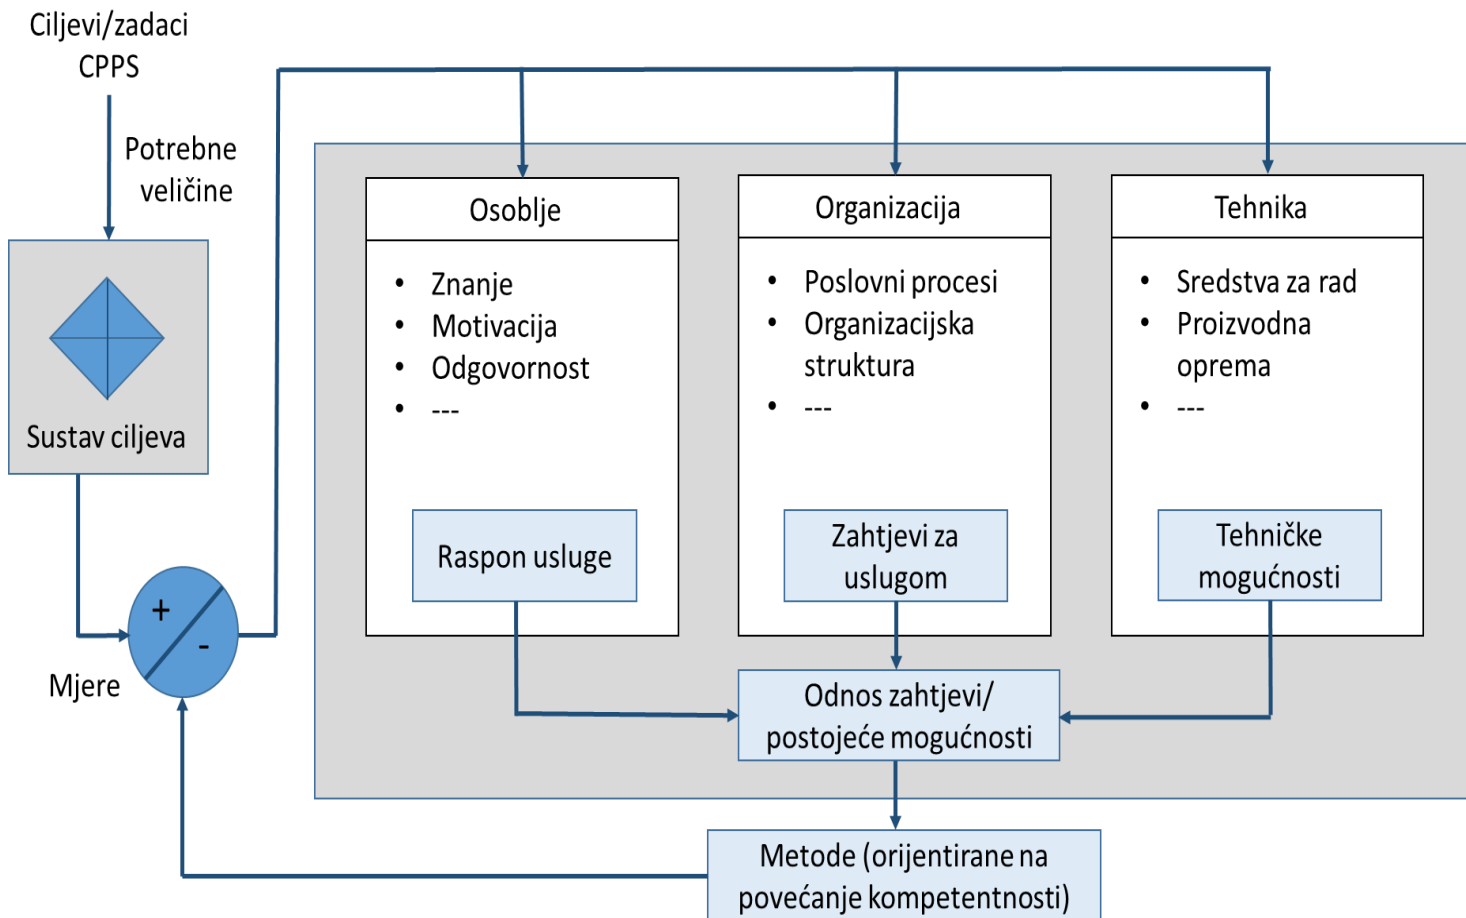 Ciljevi/zadaci
CPPS
Potrebne
veličine
Sustav ciljeva
+
-
Mjere
Osoblje
• Znanje
• Motivacija
• Odgovornost
• ---
Raspon usluge
Organizacija
• Poslovni procesi
• Organizacijska
struktura
• ---
Zahtjevi za
uslugom
Tehnika
• Sredstva za rad
• Proizvodna
oprema
• ---
Tehničke
mogućnosti
Odnos zahtjevi/
postojeće mogućnosti
Metode (orijentirane na
povećanje kompetentnosti)